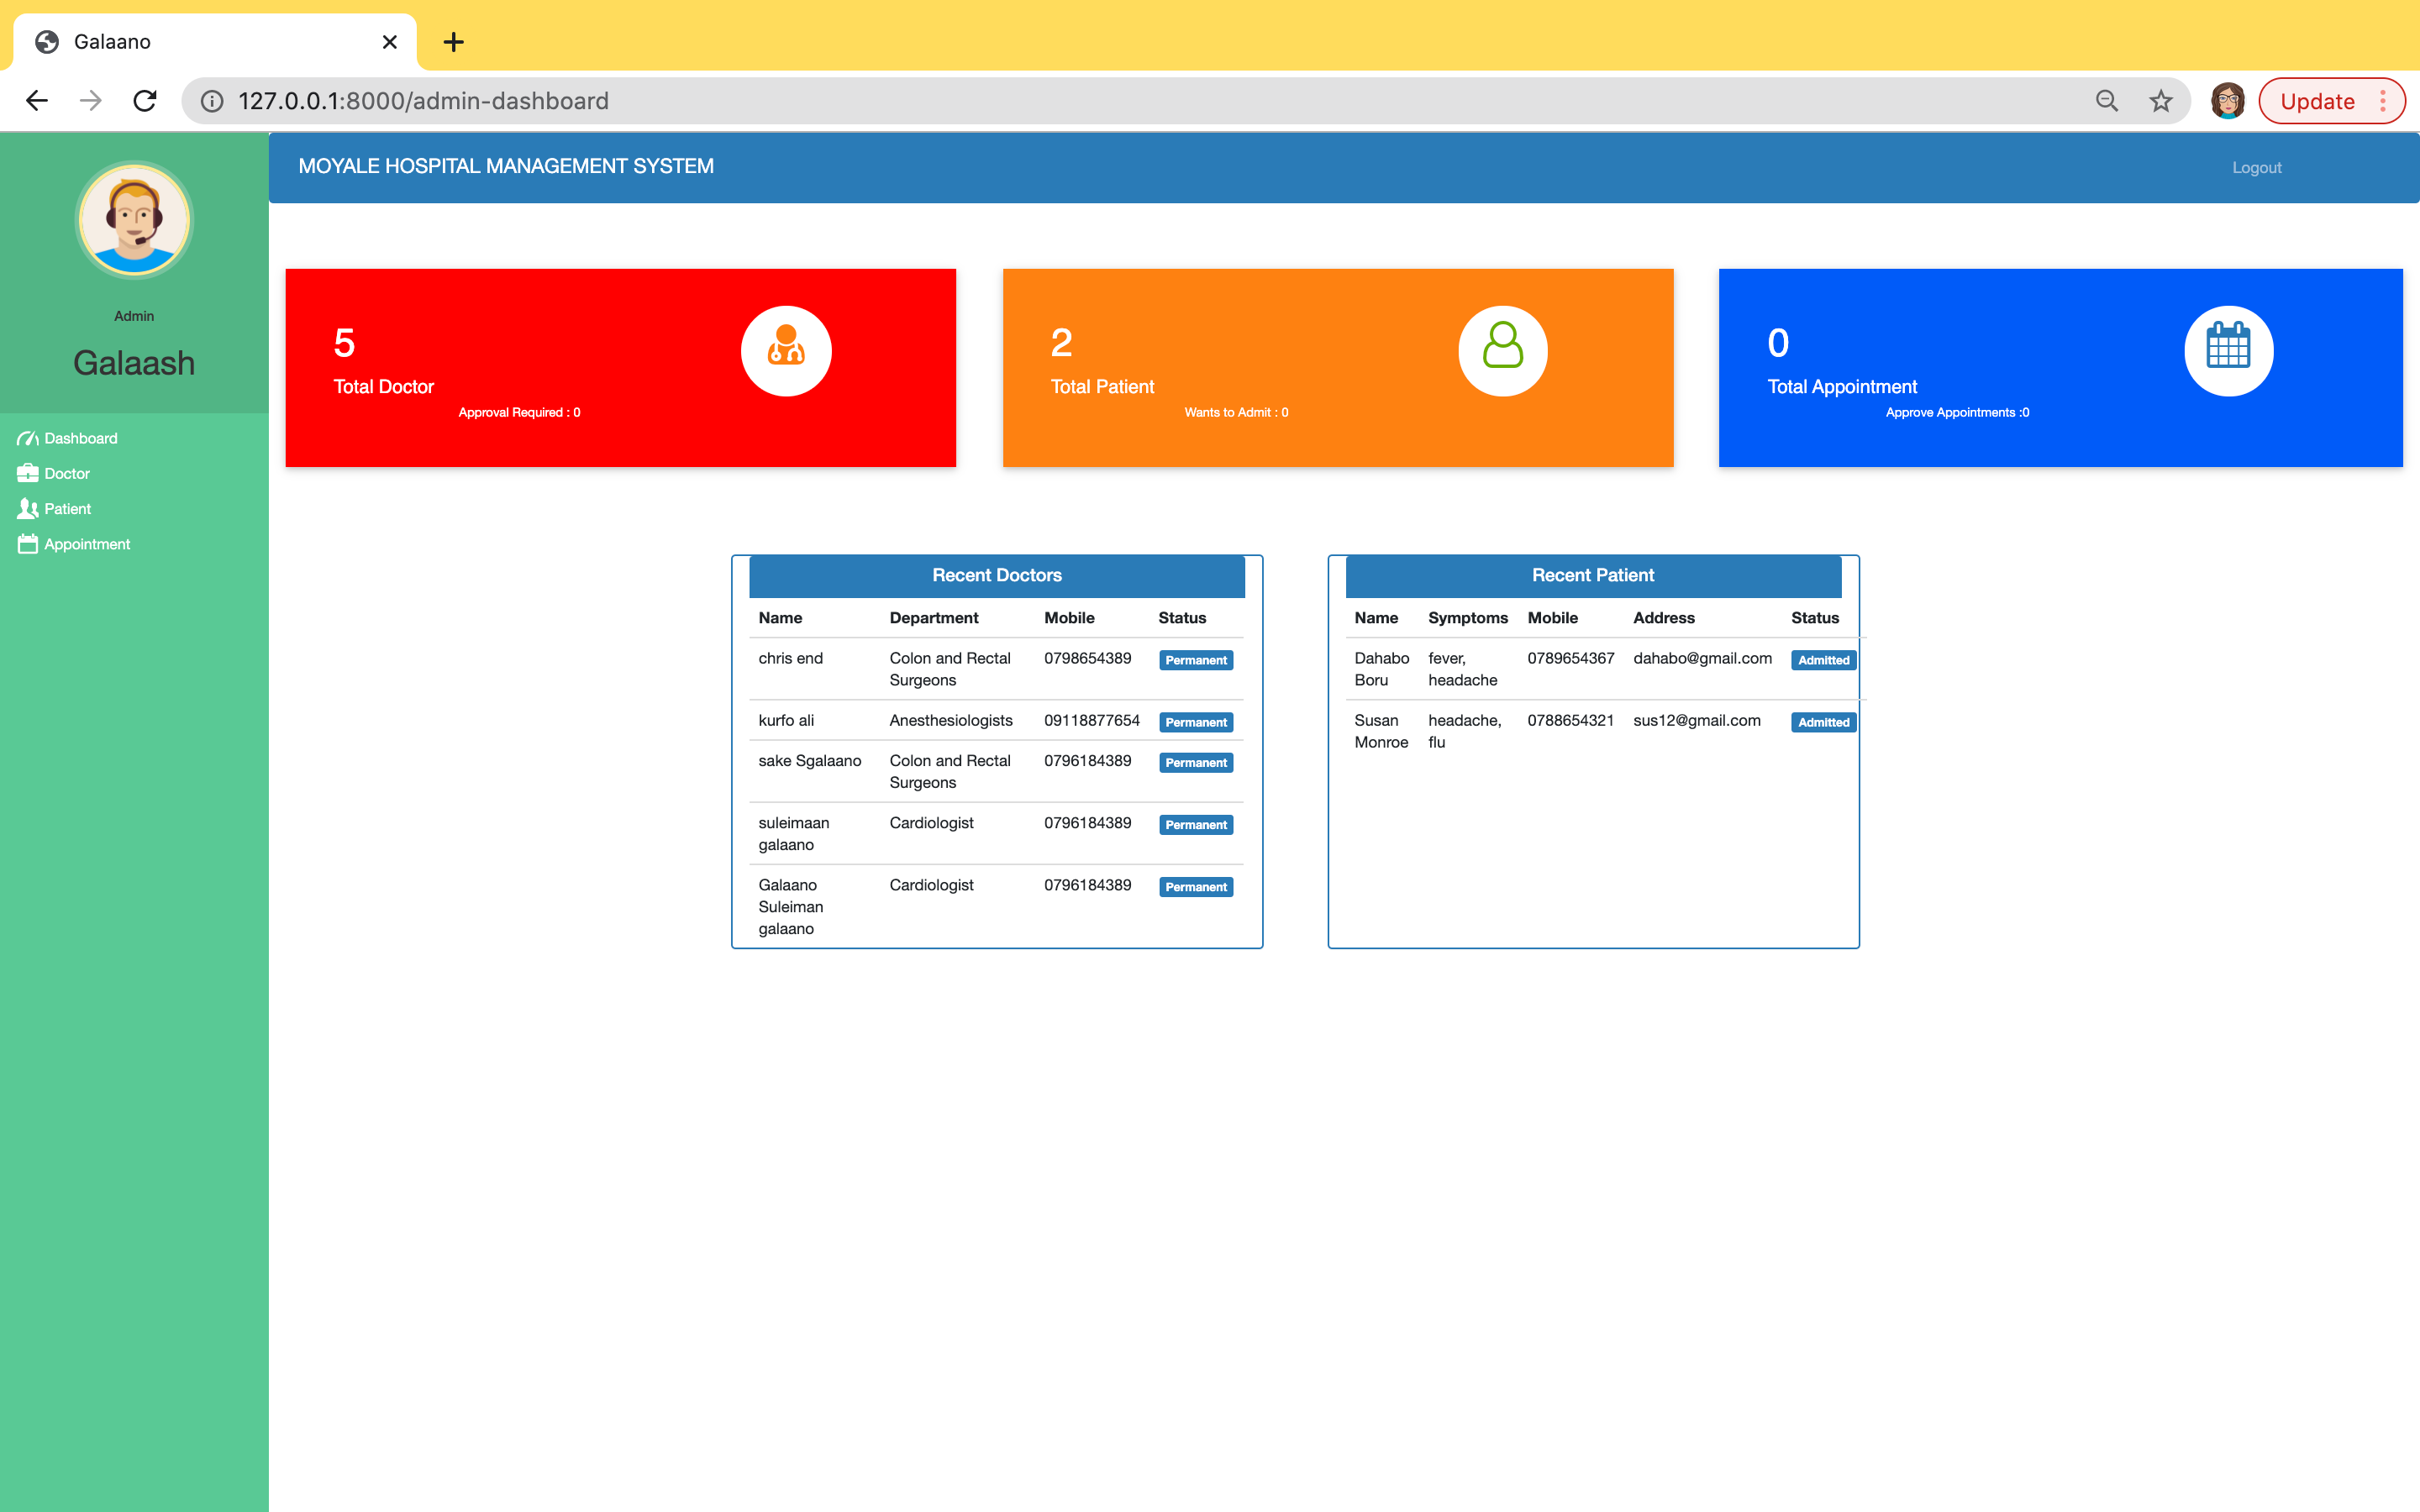 Galaano
127.0.0.1:8000/admin-dashboard
Update
MOYALE HOSPITAL MANAGEMENT SYSTEM
Logout
Admin
Galaash
Dashboard
Doctor
Patient
Appointment
5
Total Doctor
Approval Required : 0
2
Total Patient
Wants to Admit : 0
0
Total Appointment
Approve Appointments :0
Recent Doctors
Name Department Mobile Status
chris end Colon and Rectal 0798654389 Permanent
Surgeons
kurfo ali Anesthesiologists 09118877654 Permanent
sake Sgalaano Colon and Rectal 0796184389 Permanent
Surgeons
suleimaan Cardiologist 0796184389 Permanent
galaano
Galaano Cardiologist 0796184389 Permanent
Suleiman
galaano
Recent Patient
Name Symptoms Mobile Address Status
Dahabo fever, 0789654367 dahabo@gmail.com Admitted
Boru headache
Susan headache, 0788654321 sus12@gmail.com Admitted
Monroe flu